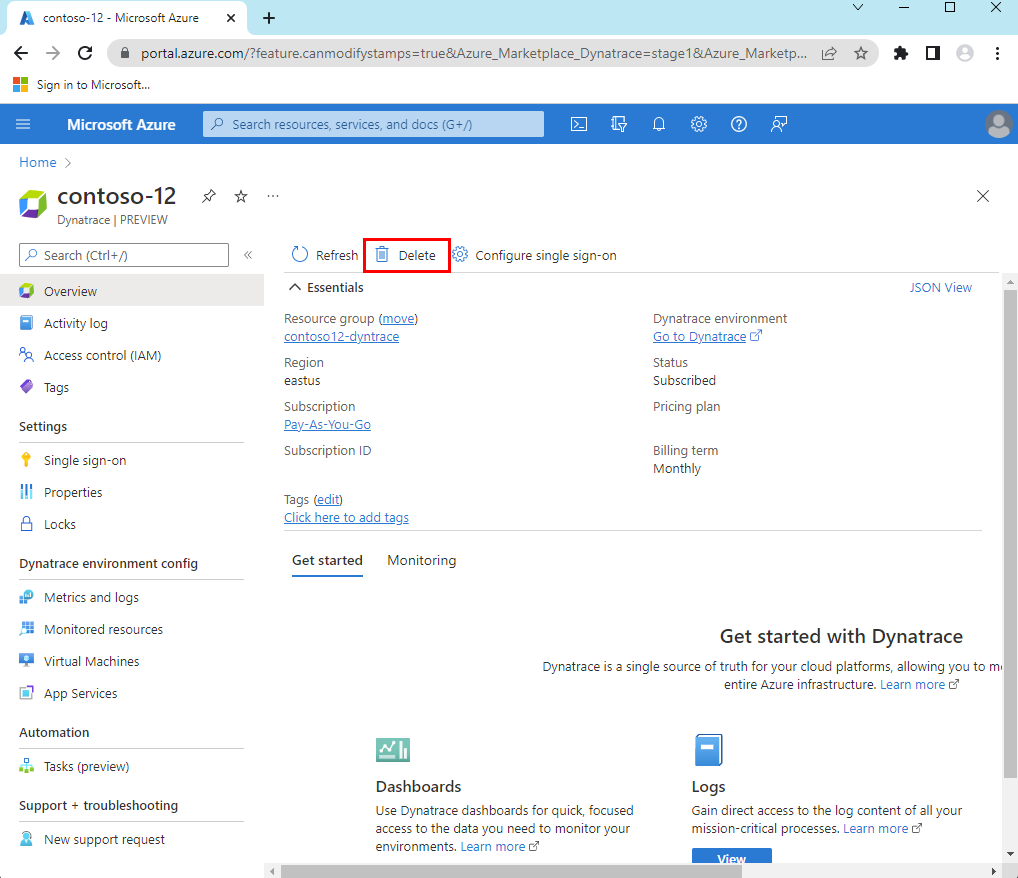 contoso-12 - Microsoft Azure
portal.azure.com/?feature.canmodifystamps=true&Azure_Marketplace_Dynatrace=stage1&Azure_Marketp...
Sign in to Microsoft...
Microsoft Azure
Search resources, services, and docs (G+/)
Home
contoso-12
Dynatrace | PREVIEW
Search (Ctrl+/)
Overview
Activity log
Access control (IAM)
Tags
Settings
Single sign-on
Properties
Locks
Dynatrace environment config
Metrics and logs
Monitored resources
Virtual Machines
App Services
Automation
Tasks (preview)
Support + troubleshooting
New support request
Refresh
Delete
Configure single sign-on
Essentials
JSON View
Resource group (move)
contoso12-dyntrace
Region
eastus
Subscription
Pay-As-You-Go
Subscription ID
Dynatrace environment
Go to Dynatrace
Status
Subscribed
Pricing plan
Billing term
Monthly
Tags (edit)
Click here to add tags
Get started
Monitoring
Get started with Dynatrace
Dynatrace is a single source of truth for your cloud platforms, allowing you to
entire Azure infrastructure. Learn more
Dashboards
Use Dynatrace dashboards for quick, focused
access to the data you need to monitor your
environments. Learn more
Logs
Gain direct access to the log content of all your
mission-critical processes. Learn more
View